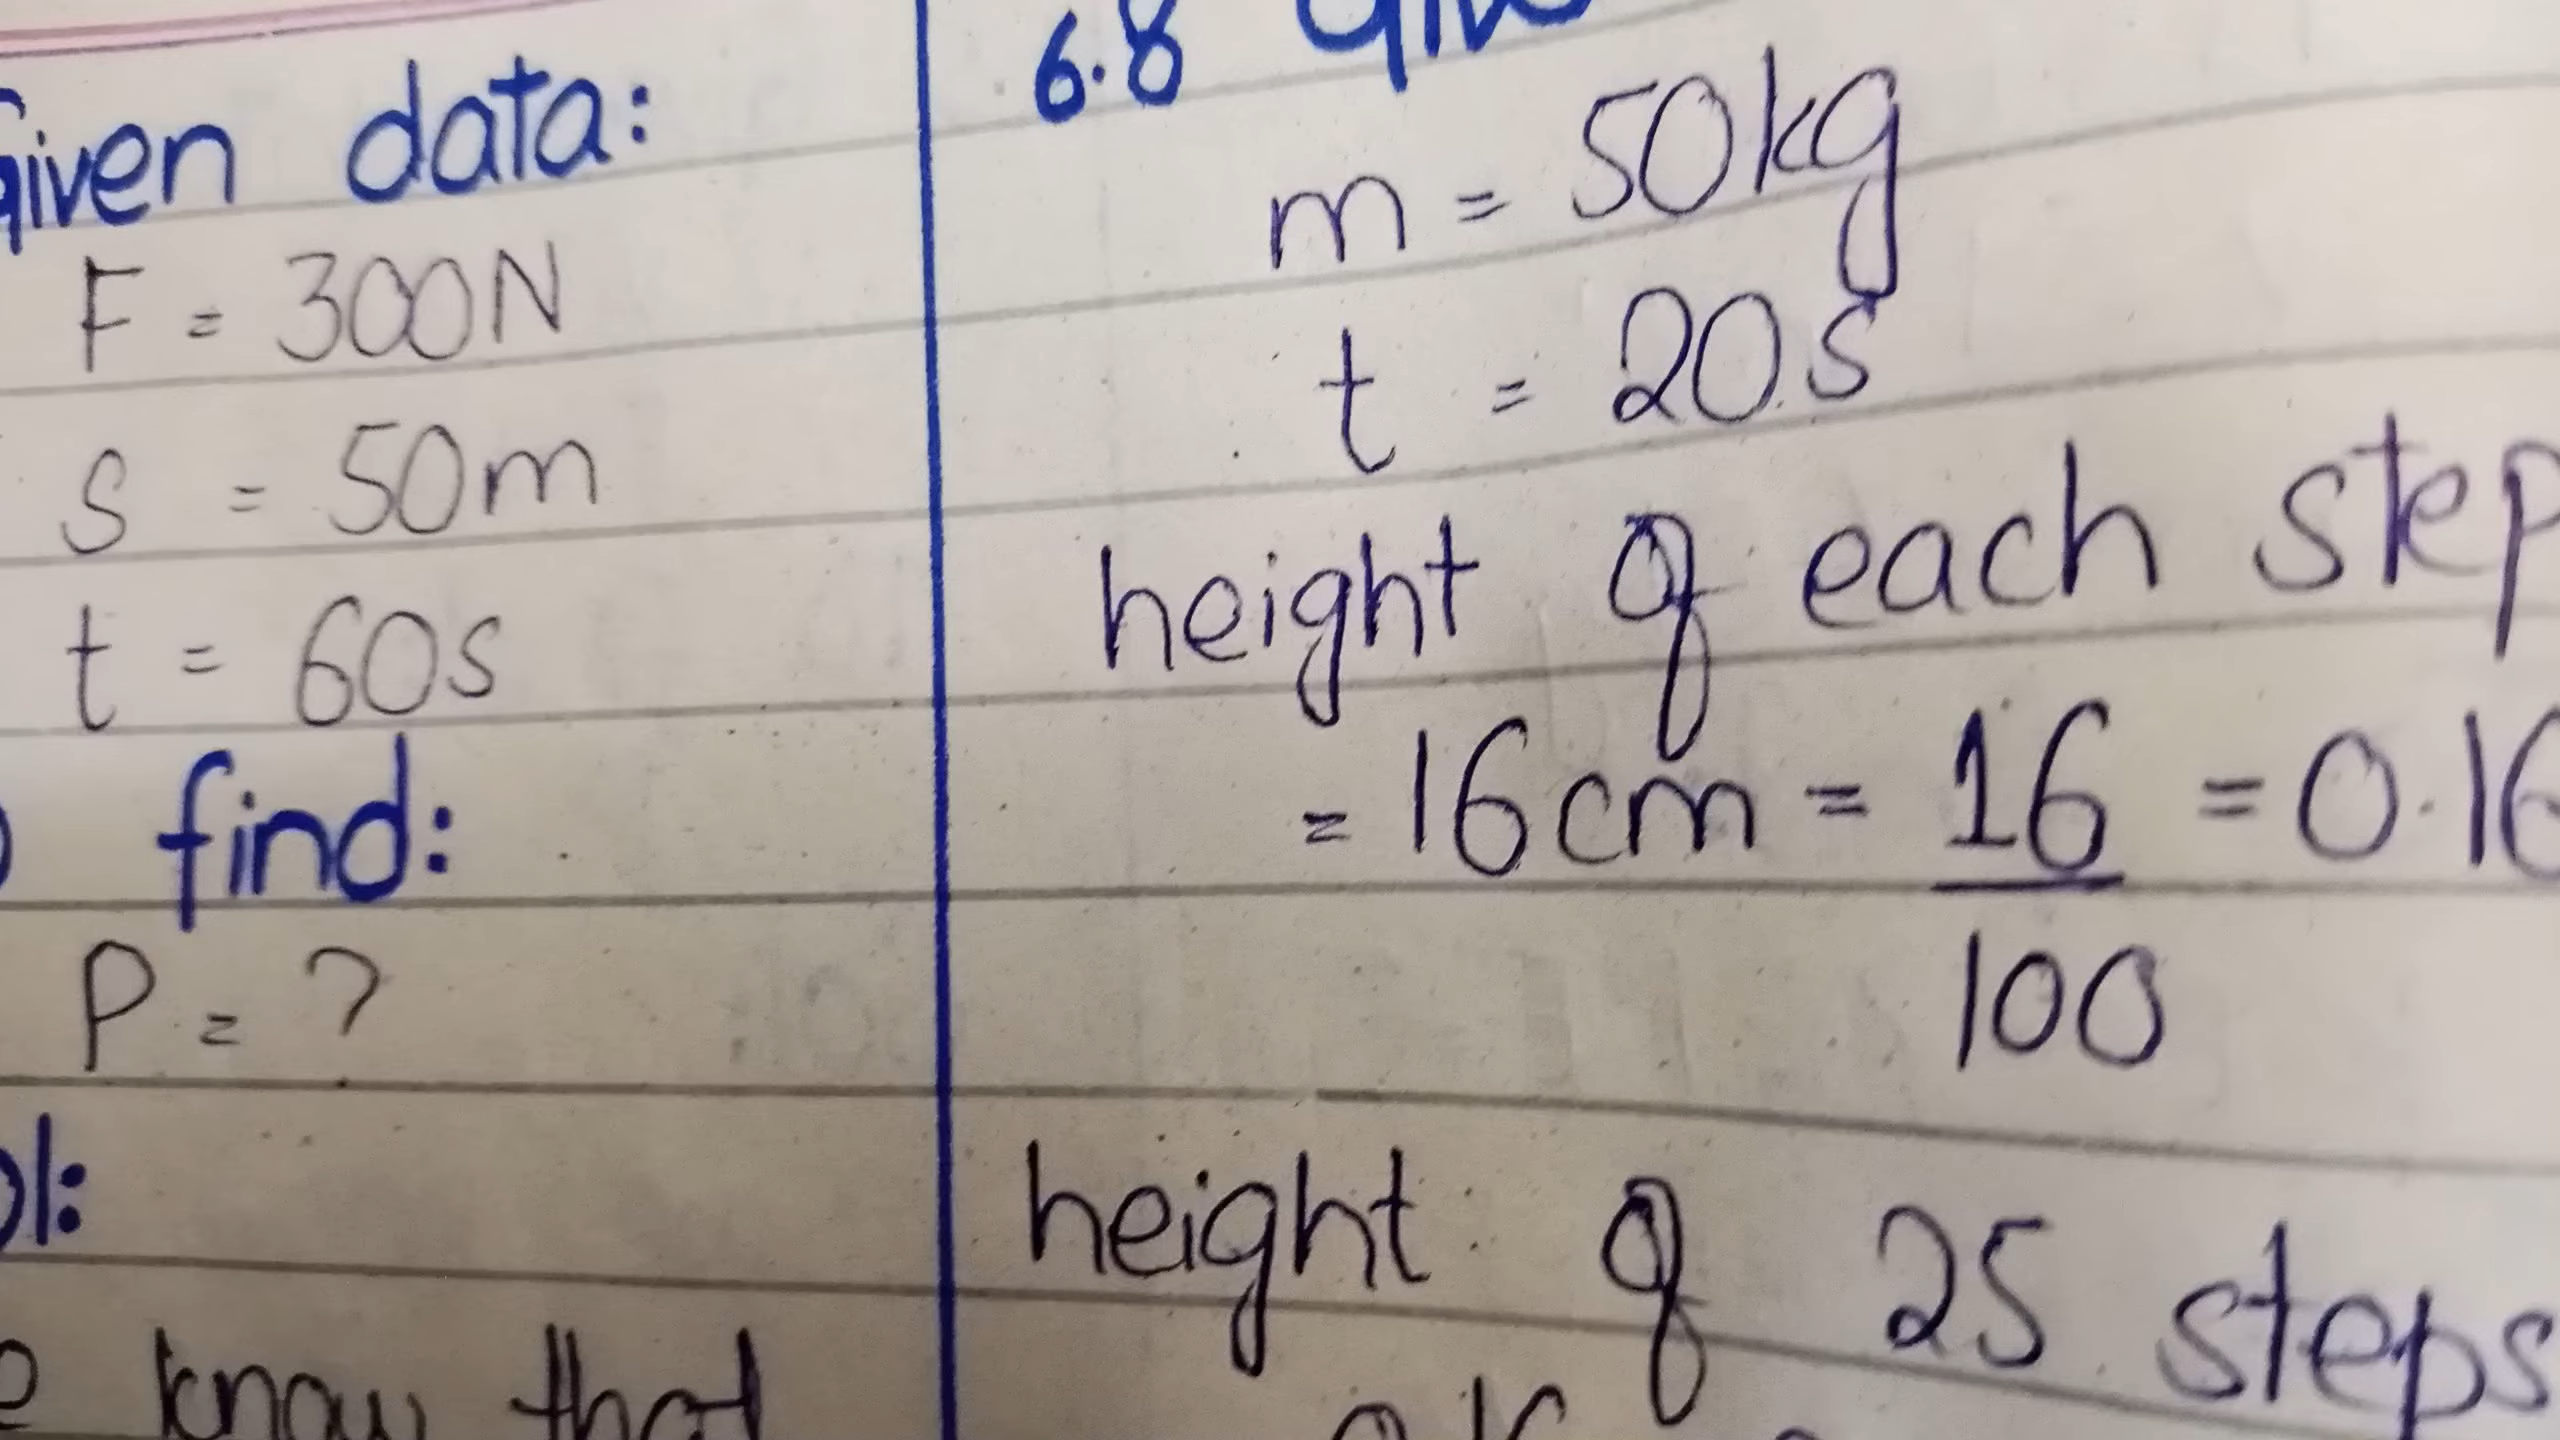 Given data:
F = 300N
S = 50m
t = 60s
find:
P = ?
know that
6.8
m = 50kg
t = 20s
height of each step
= 16cm = 16 = 0.16
100
height of 25 steps